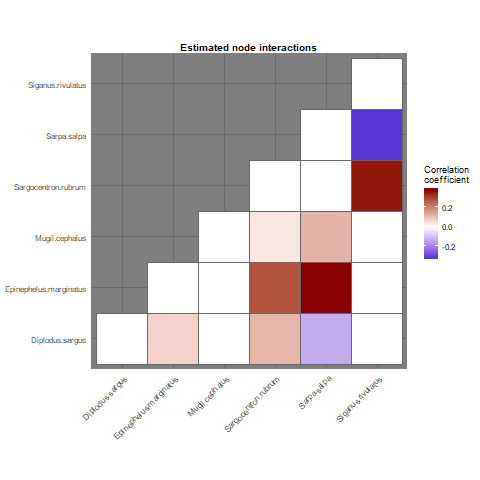 Estimated node interactions
Siganus.rivulatus
Sarpa.salpa
Sargocentron.rubrum
Mugil.cephalus
Epinephelus.marginatus
Diplodus.sargus
Correlation
coefficient
0.2
0.0
-0.2
Diplodus.sargus
Epinephelus.marginatus
Mugil.cephalus
Sargocentron.rubrum
Sarpa.salpa
Siganus.rivulatus